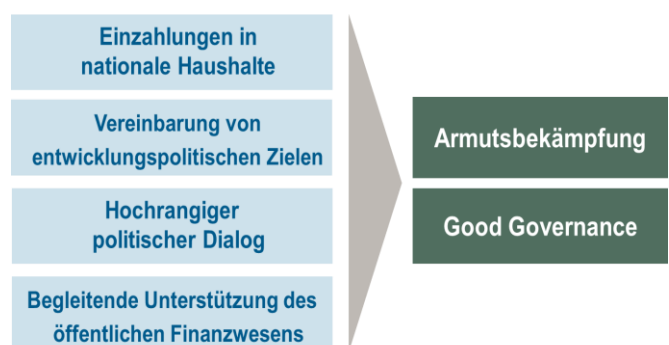 Einzahlungen in
nationale Haushalte
Vereinbarung von
entwicklungspolitischen Zielen
Hochrangiger
politischer Dialog
Begleitende Unterstützung des
öffentlichen Finanzwesens
Armutsbekämpfung
Good Governance